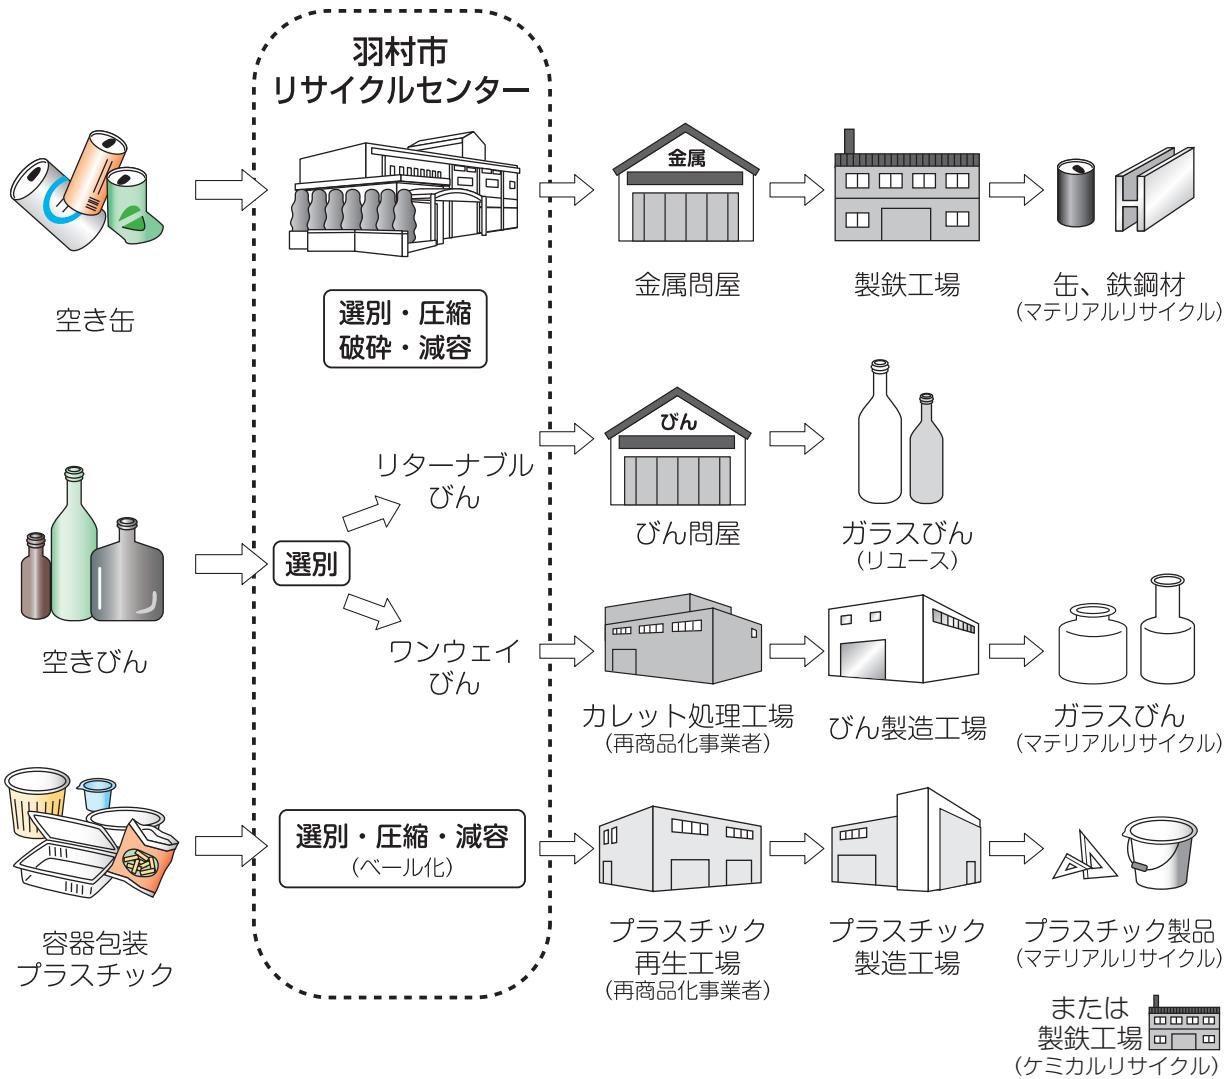 羽村市
リサイクルセンター
空き缶
選別・圧縮
破砕・減容
金属
金属問屋
製鉄工場
缶、鉄鋼材
(マテリアルリサイクル)
空きびん
選別
リターナブル
びん
びん
びん問屋
ガラスびん
(リユース)
ワンウェイ
びん
カレット処理工場
(再商品化事業者)
びん製造工場
ガラスびん
(マテリアルリサイクル)
容器包装
プラスチック
選別・圧縮・減容
(ベール化)
プラスチック
再生工場
(再商品化事業者)
プラスチック
製造工場
プラスチック製品
(マテリアルリサイクル)
または
製鉄工場
(ケミカルリサイクル)